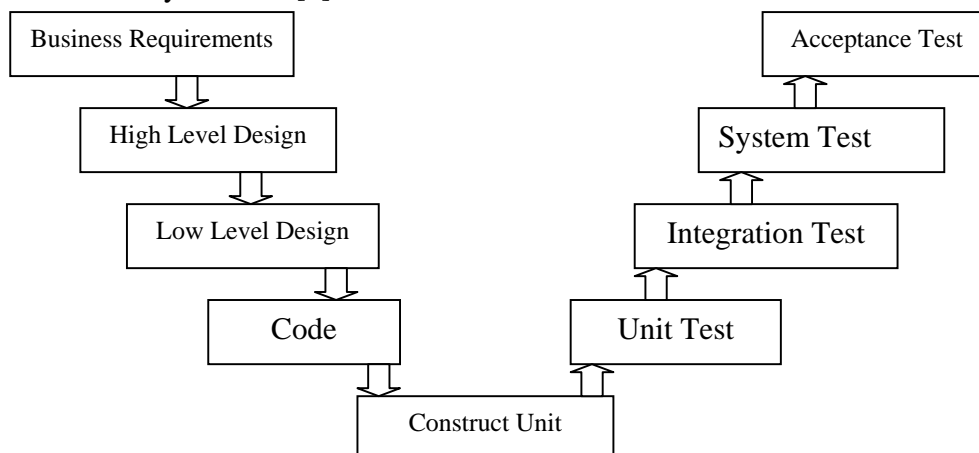 Business Requirements
Acceptance Test
High Level Design
System Test
Low Level Design
Integration Test
Code
Unit Test
Construct Unit